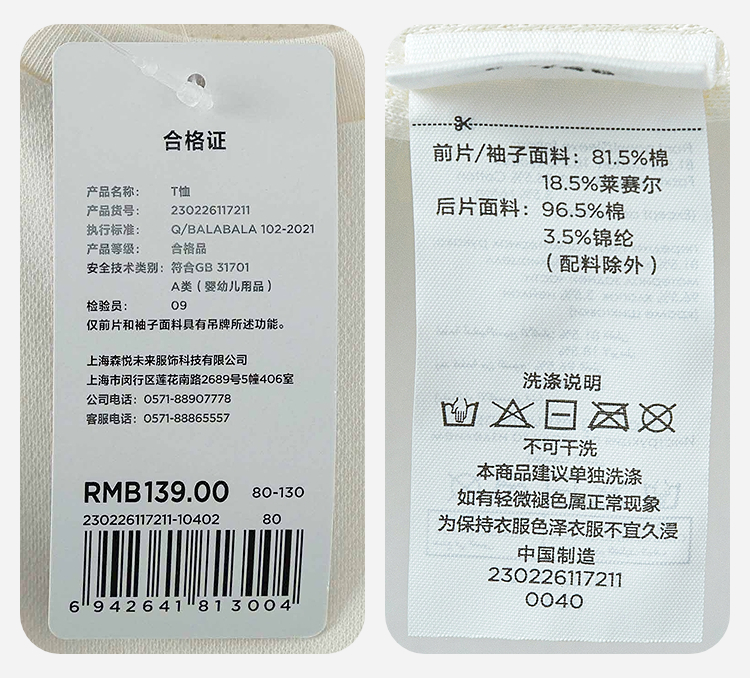 合格证
产品名称： T恤
产品货号： 230226117211
执行标准： Q/BALABALA 102-2021
产品等级： 合格品
安全技术类别： 符合GB 31701
A类（婴幼儿用品）
检验员： 09
仅前片和袖子面料具有吊牌所述功能。
上海森悦未来服饰科技有限公司
上海市闵行区莲花南路2689号5幢406室
公司电话： 0571-88907778
客服电话： 0571-88865557
RMB139.00 80-130
230226117211-10402 80
6 942641 813004
前片/袖子面料：81.5%棉
18.5%莱赛尔
后片面料：96.5%棉
3.5%锦纶
（配料除外）
洗涤说明
不可干洗
本商品建议单独洗涤
如有轻微褪色属正常现象
为保持衣服色泽衣服不宜久浸
中国制造
230226117211
0040